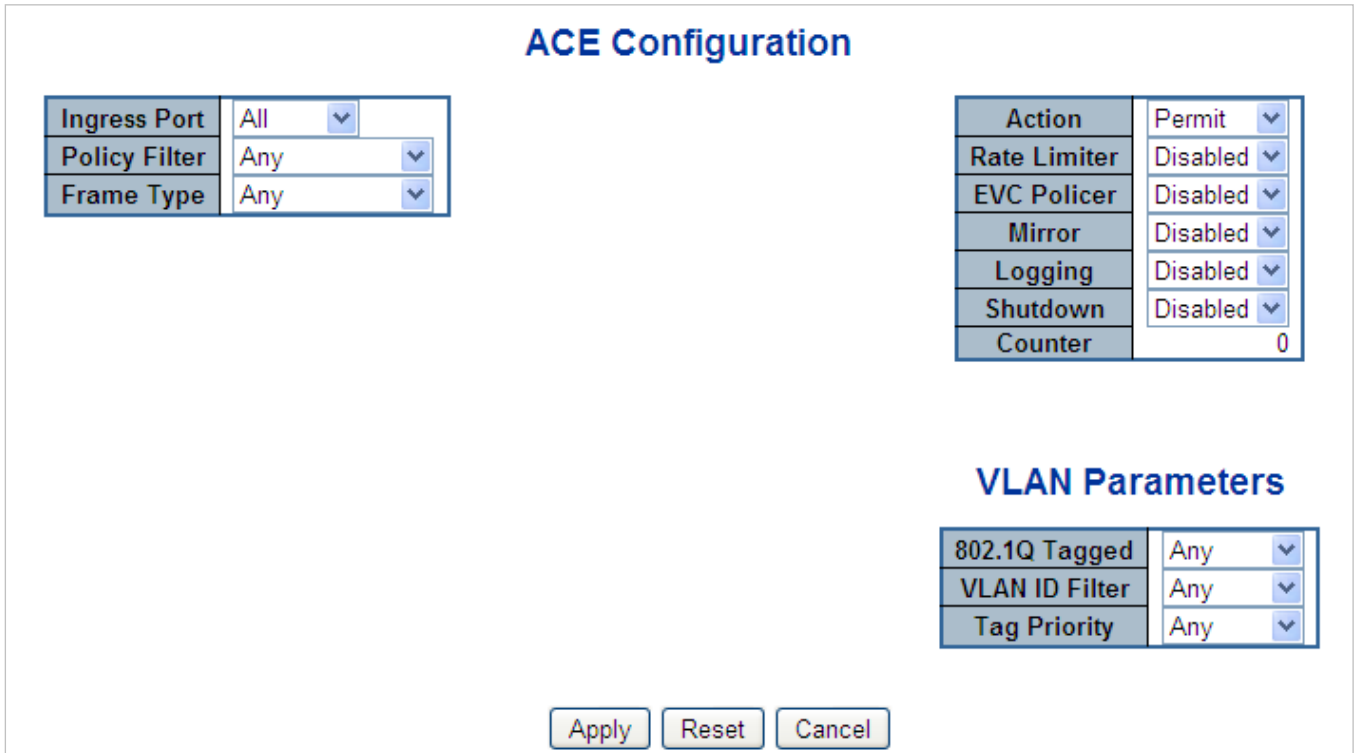 ACE Configuration
Ingress Port All
Policy Filter Any
Frame Type Any
Action Permit
Rate Limiter Disabled
EVC Policer Disabled
Mirror Disabled
Logging Disabled
Shutdown Disabled
Counter 0
VLAN Parameters
802.1Q Tagged Any
VLAN ID Filter Any
Tag Priority Any
Apply Reset Cancel